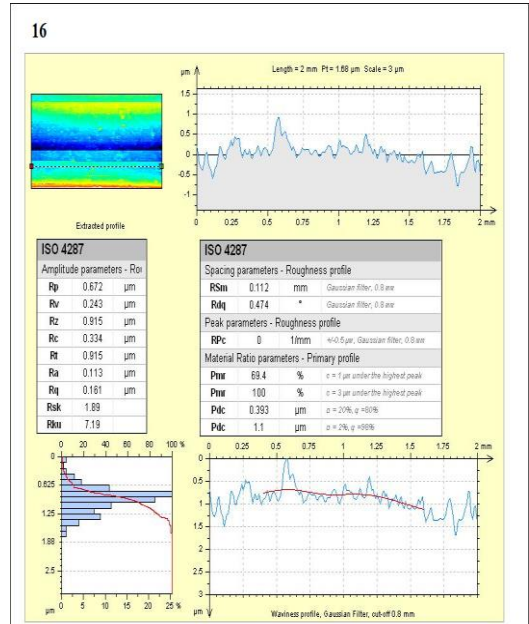 16
Length = 2 mm Pt = 1.68 µm Scale = 3 µm
µm
1.5
1
0.5
0
-0.5
-1
0 0.25 0.5 0.75 1 1.25 1.5 1.75 2 mm
Extracted profile
ISO 4287
Amplitude parameters - Rou
Rp 0.672 µm
Rv 0.243 µm
Rz 0.915 µm
Rc 0.334 µm
Rt 0.915 µm
Ra 0.113 µm
Rq 0.161 µm
Rsk 1.89
Rku 7.19
ISO 4287
Spacing parameters - Roughness profile
RSm 0.112 mm Gaussian filter, 0.8 mm
Rdq 0.474 ° Gaussian filter, 0.8 mm
Peak parameters - Roughness profile
RPc 0 1/mm +/-0.5 µm, Gaussian filter, 0.8 mm
Material Ratio parameters - Primary profile
Pmr 69.4 % c = 1 µm under the highest peak
Pmr 100 % c = 3 µm under the highest peak
Pdc 0.393 µm p = 20%, q =80%
Pdc 1.1 µm p = 2%, q =98%
0 20 40 60 80 100 %
0
0.625
1.25
1.88
2.5
µm
0 5 10 15 20 25 %
0 0.25 0.5 0.75 1 1.25 1.5 1.75 2 mm
0
0.5
1
1.5
2
2.5
3
µm
Waviness profile, Gaussian Filter, cut-off 0.8 mm